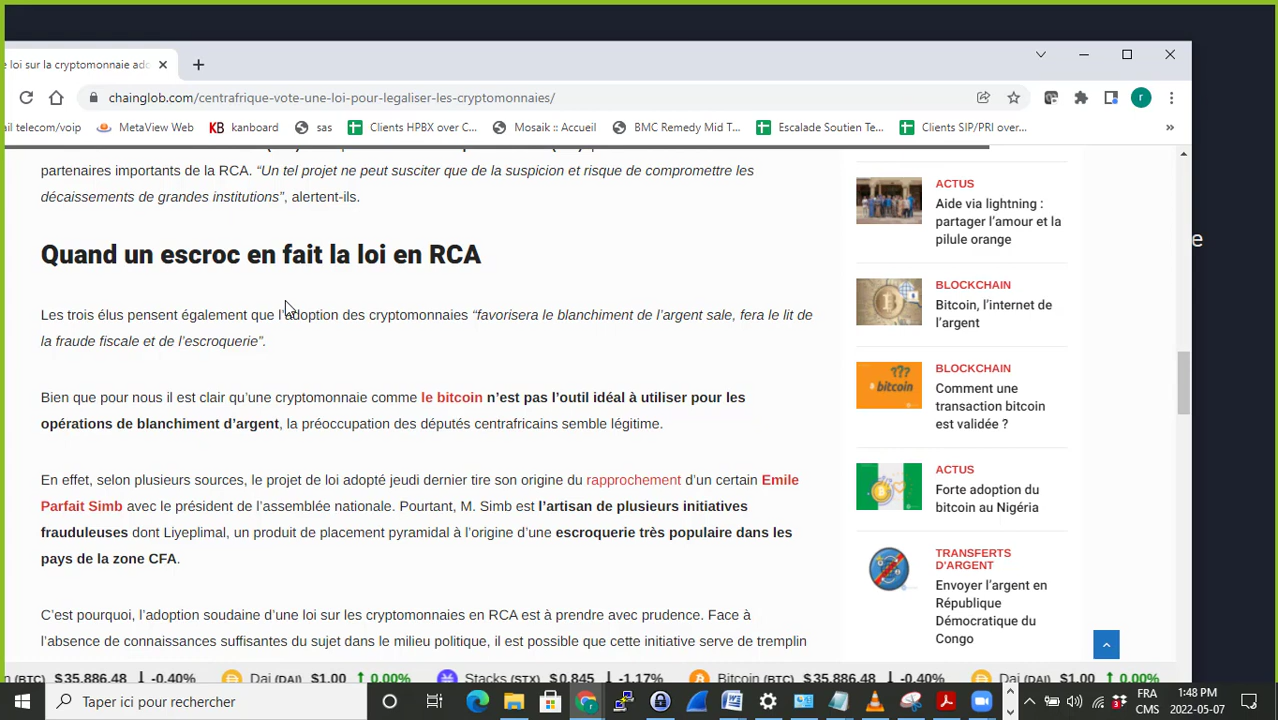 e loi sur la cryptomonnaie ado
chainglob.com/centrafrique-vote-une-loi-pour-legaliser-les-cryptomonnaies/
r
ail telecom/voip
MetaView Web
KB kanboard
sas
Clients HPBX over C...
Mosaik :: Accueil
BMC Remedy Mid T...
Escalade Soutien Te...
Clients SIP/PRI over...
»
partenaires importants de la RCA. “Un tel projet ne peut susciter que de la suspicion et risque de compromettre les
décaissements de grandes institutions”, alertent-ils.
Quand un escroc en fait la loi en RCA
Les trois élus pensent également que l’adoption des cryptomonnaies “favorisera le blanchiment de l’argent sale, fera le lit de
la fraude fiscale et de l’escroquerie”.
Bien que pour nous il est clair qu’une cryptomonnaie comme le bitcoin n’est pas l’outil idéal à utiliser pour les
opérations de blanchiment d’argent, la préoccupation des députés centrafricains semble légitime.
En effet, selon plusieurs sources, le projet de loi adopté jeudi dernier tire son origine du rapprochement d’un certain Emile
Parfait Simb avec le président de l’assemblée nationale. Pourtant, M. Simb est l’artisan de plusieurs initiatives
frauduleuses dont Liyeplimal, un produit de placement pyramidal à l’origine d’une escroquerie très populaire dans les
pays de la zone CFA.
C’est pourquoi, l’adoption soudaine d’une loi sur les cryptomonnaies en RCA est à prendre avec prudence. Face à
l’absence de connaissances suffisantes du sujet dans le milieu politique, il est possible que cette initiative serve de tremplin
ACTUS
Aide via lightning :
partager l’amour et la
pilule orange
BLOCKCHAIN
Bitcoin, l’internet de
l’argent
BLOCKCHAIN
Comment une
transaction bitcoin
est validée ?
???
bitcoin
ACTUS
Forte adoption du
bitcoin au Nigéria
TRANSFERTS
D'ARGENT
Envoyer l’argent en
République
Démocratique du
Congo
e
n (BTC) $35,886.48 ↓ -0.40% Dai (DAI) $1.00 ↑ 0.00% Stacks (STX) $0.845 ↓ -1.17% Bitcoin (BTC) $35,886.48 ↓ -0.40% Dai (DAI) $1.00 ↑ 0.00%
Taper ici pour rechercher
FRA
CMS
1:48 PM
2022-05-07